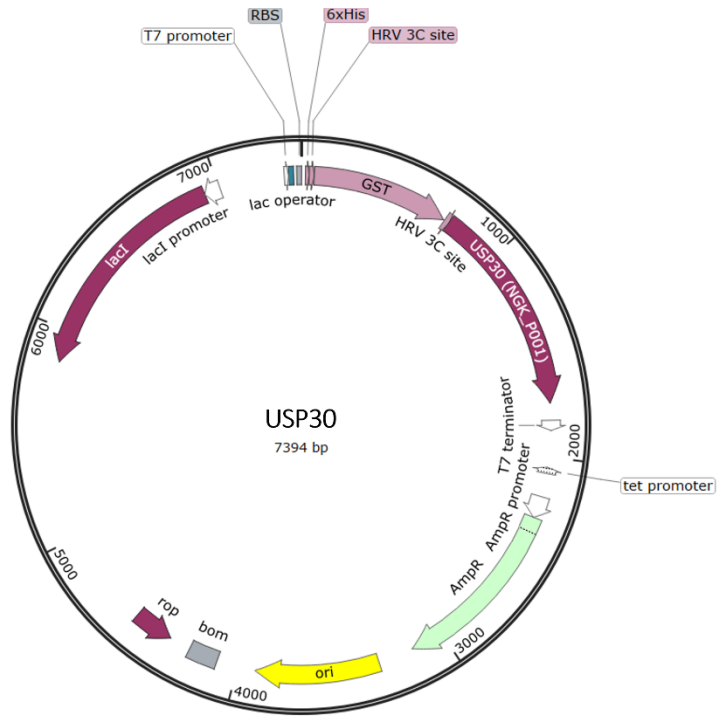 RBS
6xHis
T7 promoter
HRV 3C site
7000
lac operator
GST
1000
lacI promoter
HRV 3C site
lacI
USP30 (NGK_P001)
6000
USP30
7394 bp
T7 terminator
2000
tet promoter
AmpR promoter
AmpR
5000
rop
bom
3000
ori
4000